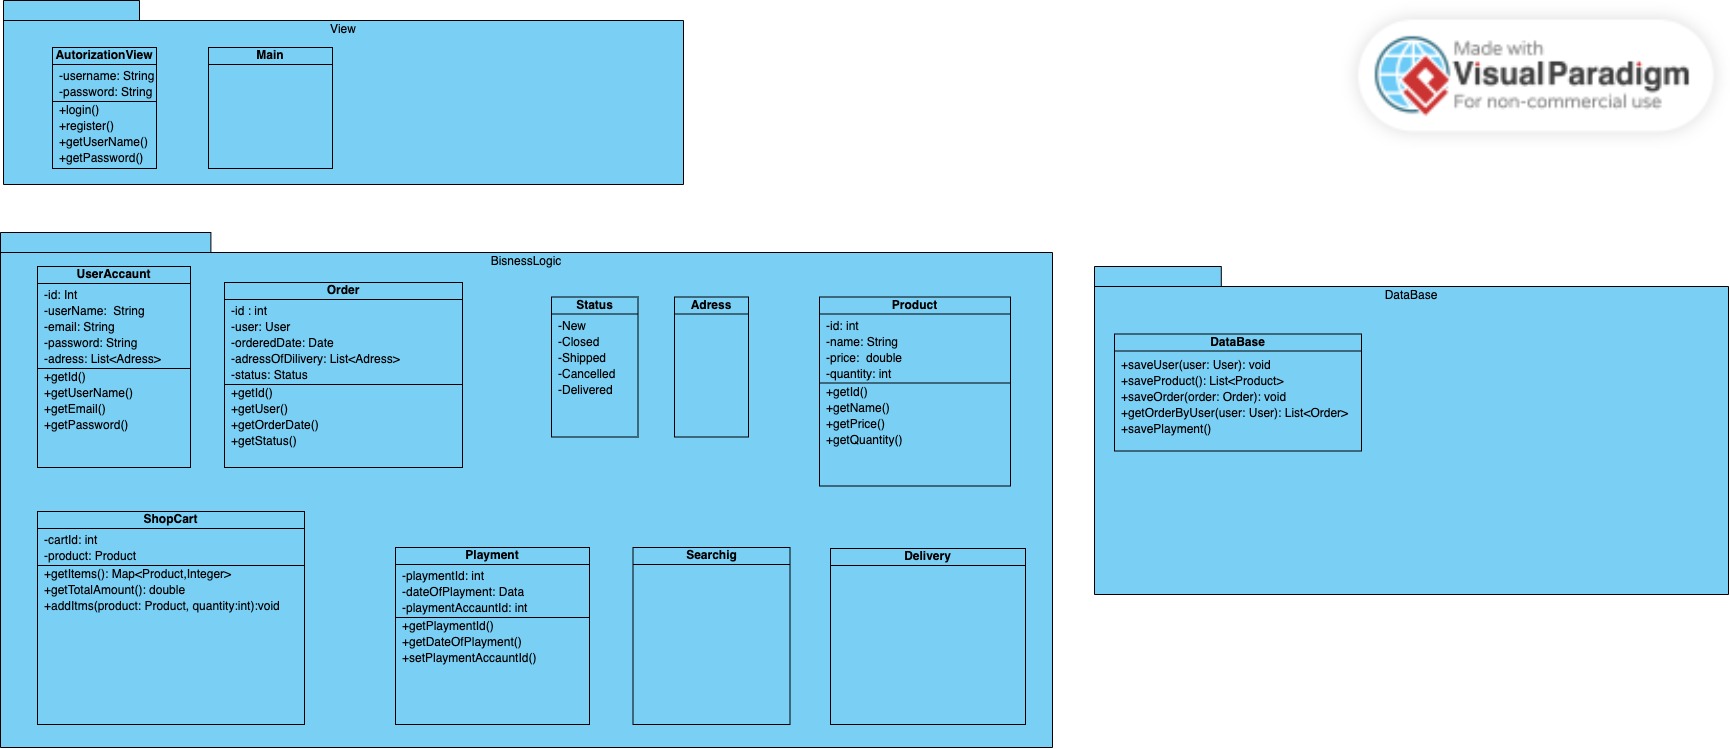 View
AutorizationView
-username: String
-password: String
+login()
+register()
+getUserName()
+getPassword()
Main
Made with
Visual Paradigm
For non-commercial use
BisnessLogic
UserAccaunt
-id: Int
-userName:  String
-email: String
-password: String
-adress: List<Adress>
+getId()
+getUserName()
+getEmail()
+getPassword()
Order
-id : int
-user: User
-orderedDate: Date
-adressOfDilivery: List<Adress>
-status: Status
+getId()
+getUser()
+getOrderDate()
+getStatus()
Status
-New
-Closed
-Shipped
-Cancelled
-Delivered
Adress
Product
-id: int
-name: String
-price:  double
-quantity: int
+getId()
+getName()
+getPrice()
+getQuantity()
ShopCart
-cartId: int
-product: Product
+getItems(): Map<Product,Integer>
+getTotalAmount(): double
+addItms(product: Product, quantity:int):void
Playment
-playmentId: int
-dateOfPlayment: Data
-playmentAccauntId: int
+getPlaymentId()
+getDateOfPlayment()
+setPlaymentAccauntId()
Searchig
Delivery
DataBase
DataBase
+saveUser(user: User): void
+saveProduct(): List<Product>
+saveOrder(order: Order): void
+getOrderByUser(user: User): List<Order>
+savePlayment()